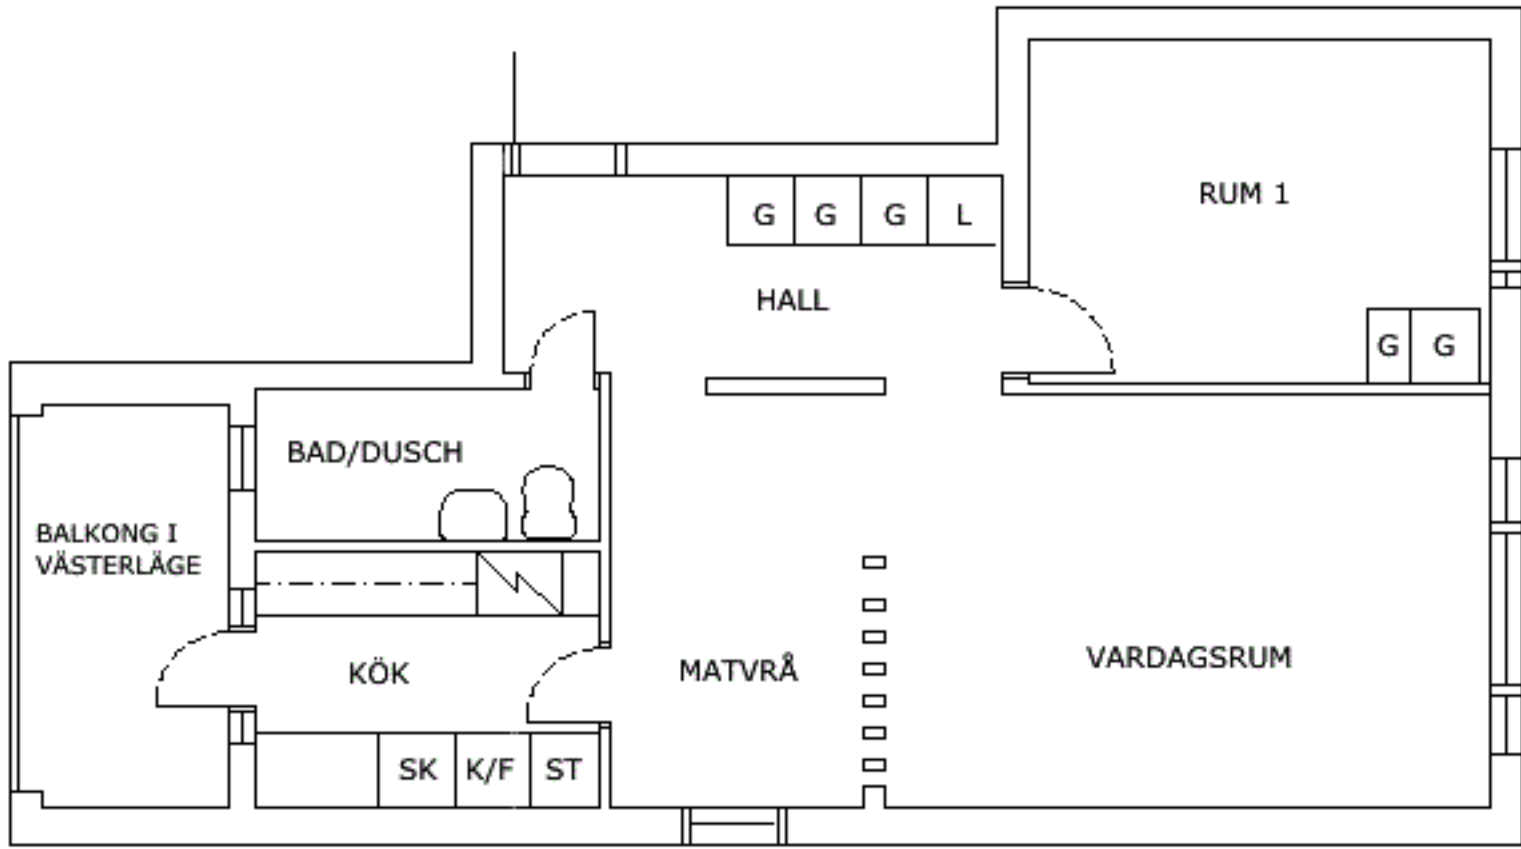 RUM 1
G G G L
HALL
G G
BAD/DUSCH
BALKONG I
VÄSTERLÄGE
KÖK
MATVRÅ
VARDAGSRUM
SK K/F ST